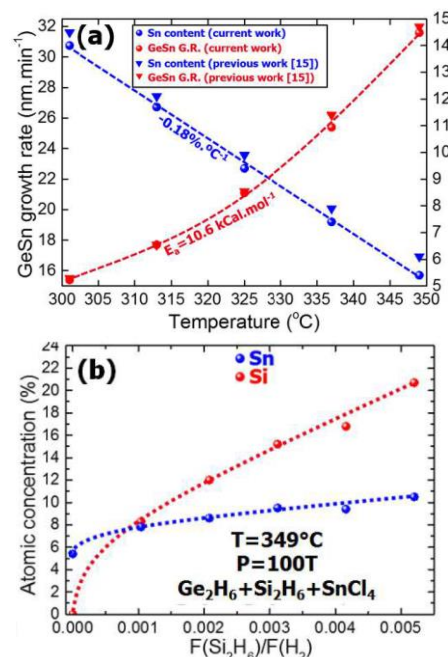 (a)
Sn content (current work)
GeSn G.R. (current work)
Sn content (previous work [15])
GeSn G.R. (previous work [15])
32
30
28
26
24
22
20
18
16
GeSn growth rate (nm.min⁻¹)
15
14
13
12
11
10
9
8
7
6
5
-0.18%.°C⁻¹
Eₐ=10.6 kCal.mol⁻¹
300 305 310 315 320 325 330 335 340 345 350
Temperature (°C)
(b)
Sn
Si
24
22
20
18
16
14
12
10
8
6
4
2
0
Atomic concentration (%)
T=349°C
P=100T
Ge₂H₆+Si₂H₆+SnCl₄
0.000 0.001 0.002 0.003 0.004 0.005
F(Si₂H₆)/F(H₂)